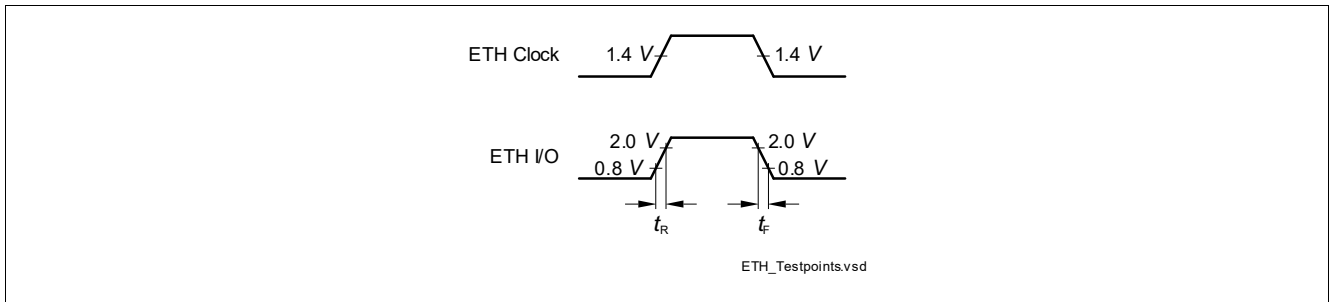 ETH Clock 1.4 V 1.4 V
ETH I/O 2.0 V 2.0 V
0.8 V 0.8 V
tR tF
ETH_Testpoints.vsd